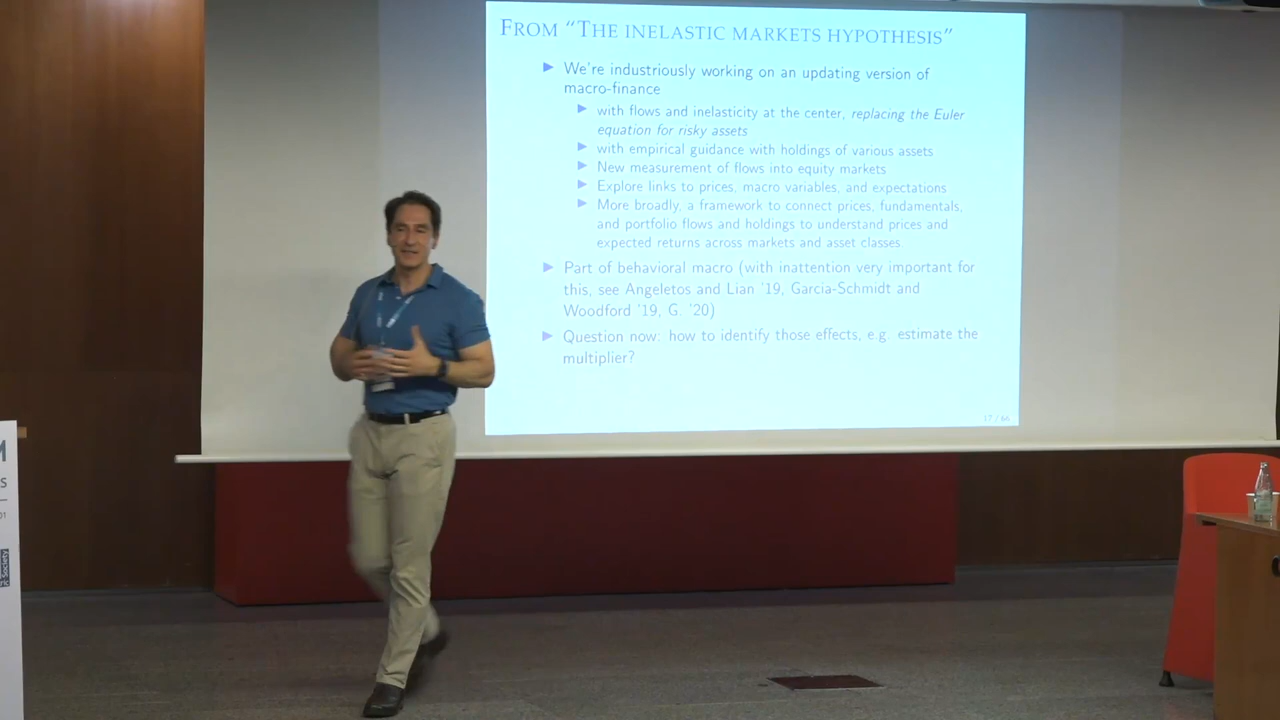 FROM “THE INELASTIC MARKETS HYPOTHESIS”
We're industriously working on an updating version of
macro-finance
with flows and inelasticity at the center, replacing the Euler
equation for risky assets
with empirical guidance with holdings of various assets
New measurement of flows into equity markets
Explore links to prices, macro variables, and expectations
More broadly, a framework to connect prices, fundamentals,
and portfolio flows and holdings to understand prices and
expected returns across markets and asset classes
Part of behavioral macro (with inattention very important for
this, see Angeletos and Lian '19, Garcia-Schmidt and
Woodford '19, G. '20)
Question now: how to identify those effects, e.g. estimate the
multiplier?
17 / 66
M
S
01
c Society